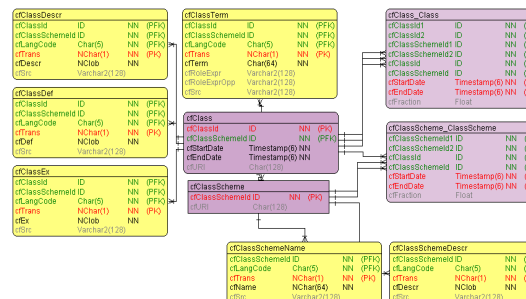 cfClassDescr
cfClassId ID NN (PFK)
cfClassSchemeId ID NN (PFK)
cfLangCode Char(5) NN (PFK)
cfTrans NChar(1) NN (PK)
cfDescr NClob NN
cfSrc Varchar2(128)
cfClassTerm
cfClassId ID NN (PFK)
cfClassSchemeId ID NN (PFK)
cfLangCode Char(5) NN (PFK)
cfTrans NChar(1) NN (PK)
cfTerm Char(64) NN
cfRoleExpr Varchar2(128)
cfRoleExprOpp Varchar2(128)
cfSrc Varchar2(128)
cfClass_Class
cfClassId1 ID NN
cfClassId2 ID NN
cfClassSchemeId1 ID NN
cfClassSchemeId2 ID NN
cfClassId ID NN
cfClassSchemeId ID NN
cfStartDate Timestamp(6) NN
cfEndDate Timestamp(6) NN
cfFraction Float
cfClassDef
cfClassId ID NN (PFK)
cfClassSchemeId ID NN (PFK)
cfLangCode Char(5) NN (PFK)
cfTrans NChar(1) NN (PK)
cfDef NClob NN
cfSrc Varchar2(128)
cfClass
cfClassId ID NN (PK)
cfClassSchemeId ID NN (PFK)
cfStartDate Timestamp(6) NN
cfEndDate Timestamp(6) NN
cfURI Char(128)
cfClassScheme_ClassScheme
cfClassSchemeId1 ID NN
cfClassSchemeId2 ID NN
cfClassId ID NN
cfClassSchemeId ID NN
cfStartDate Timestamp(6) NN
cfEndDate Timestamp(6) NN
cfFraction Float
cfClassEx
cfClassId ID NN (PFK)
cfClassSchemeId ID NN (PFK)
cfLangCode Char(5) NN (PFK)
cfTrans NChar(1) NN (PK)
cfEx NClob NN
cfSrc Varchar2(128)
cfClassScheme
cfClassSchemeId ID NN (PK)
cfURI Char(128)
cfClassSchemeName
cfClassSchemeId ID NN (PFK)
cfLangCode Char(5) NN (PFK)
cfTrans NChar(1) NN (PK)
cfName NChar(64) NN
cfSrc Varchar2(128)
cfClassSchemeDescr
cfClassSchemeId ID NN
cfLangCode Char(5) NN
cfTrans NChar(1) NN
cfDescr NClob NN
cfSrc Varchar2(128)